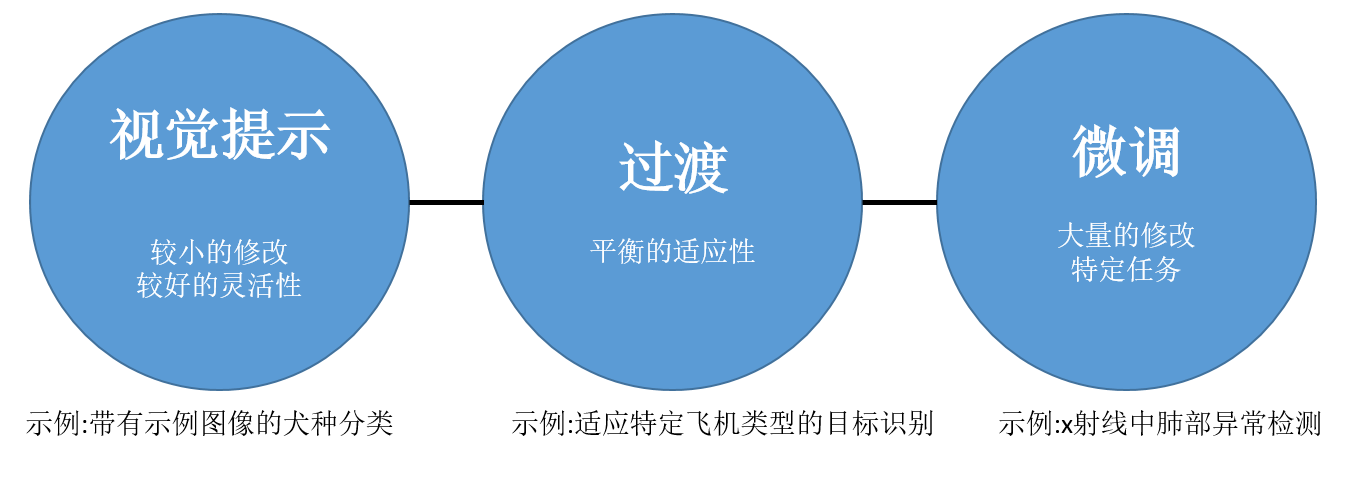 视觉提示
较小的修改
较好的灵活性
过渡
平衡的适应性
微调
大量的修改
特定任务
示例:带有示例图像的犬种分类
示例:适应特定飞机类型的目标识别
示例:x射线中肺部异常检测